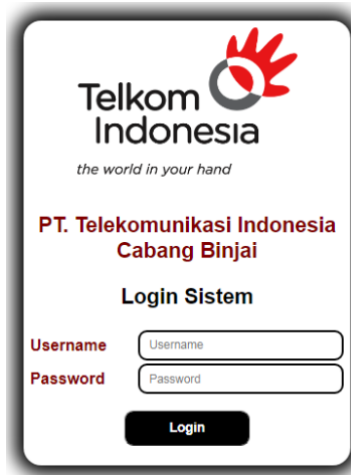 Telkom
Indonesia
the world in your hand
PT. Telekomunikasi Indonesia
Cabang Binjai
Login Sistem
Username
Username
Password
Password
Login